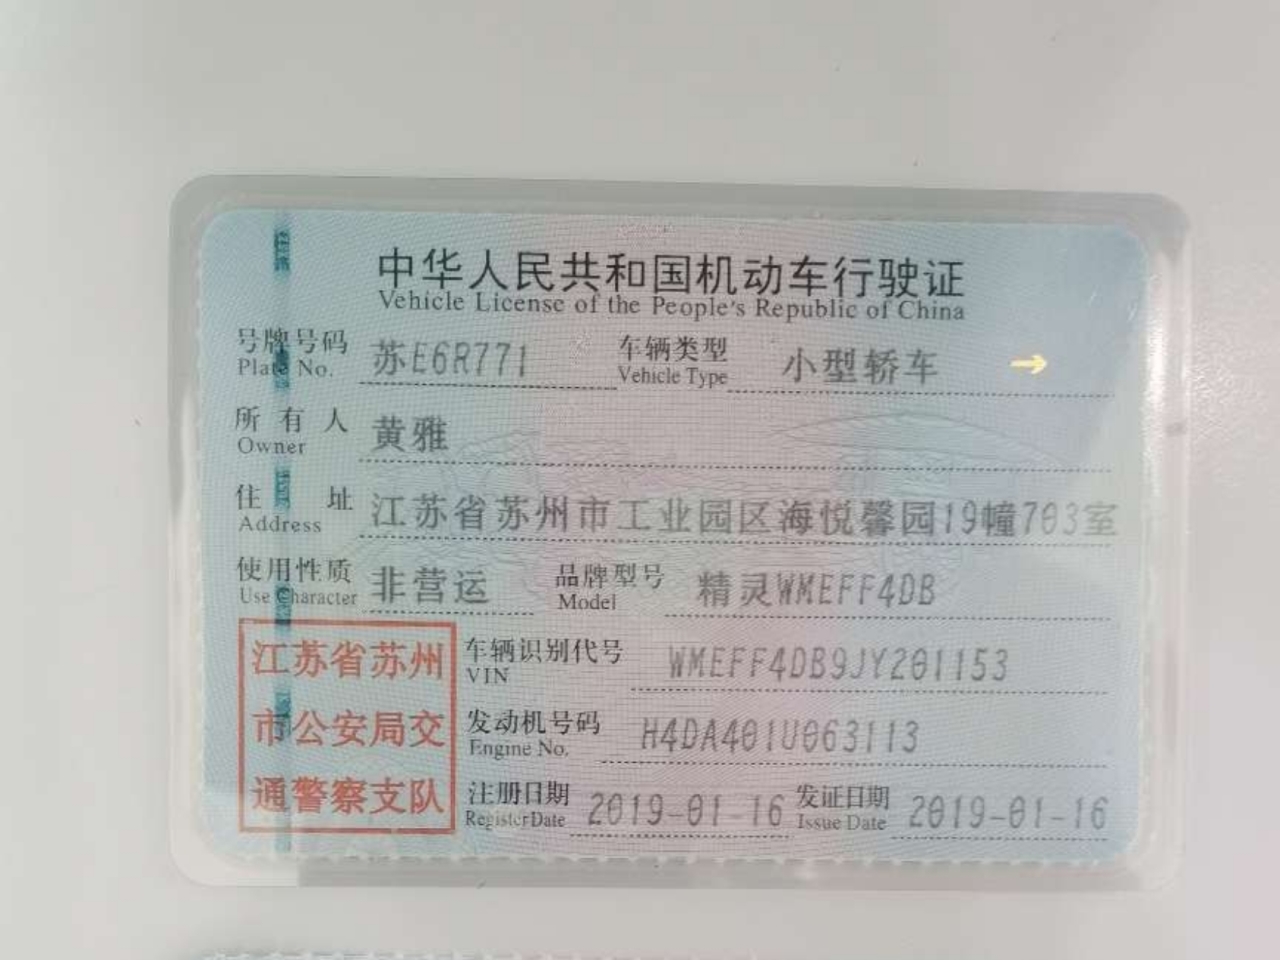 中华人民共和国机动车行驶证
Vehicle License of the People's Republic of China
号牌号码 苏E6R771 车辆类型 小型轿车
Plate No. Vehicle Type
所有人 黄雅
Owner
住址 江苏省苏州市工业园区海悦馨园19幢703室
Address
使用性质 非营运 品牌型号 精灵WMEFF4DB
Use Character Model
江苏省苏州
市公安局交
通警察支队
车辆识别代号 WMEFF4DB9JY201153
VIN
发动机号码 H4DA401U063113
Engine No.
注册日期 2019-01-16 发证日期 2019-01-16
Register Date Issue Date